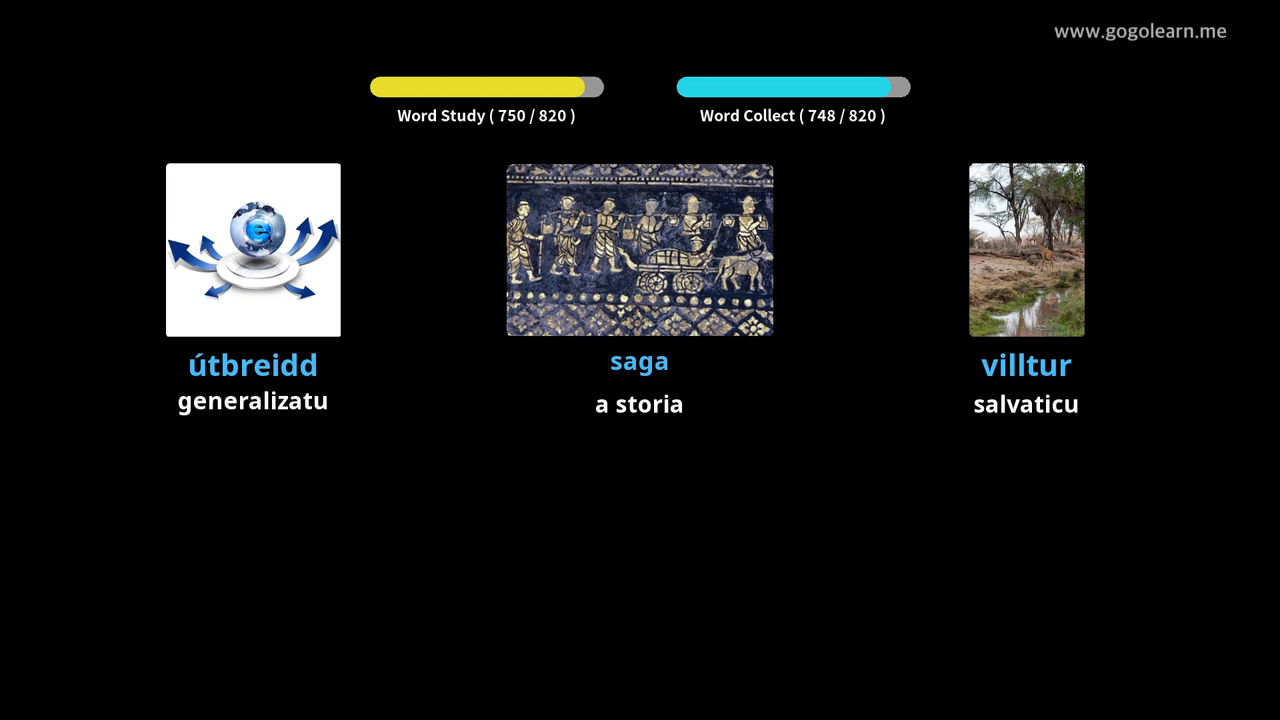 www.gogolearn.me
Word Study ( 750 / 820 )
Word Collect ( 748 / 820 )
e
útbreidd
saga
villtur
generalizatu
a storia
salvaticu